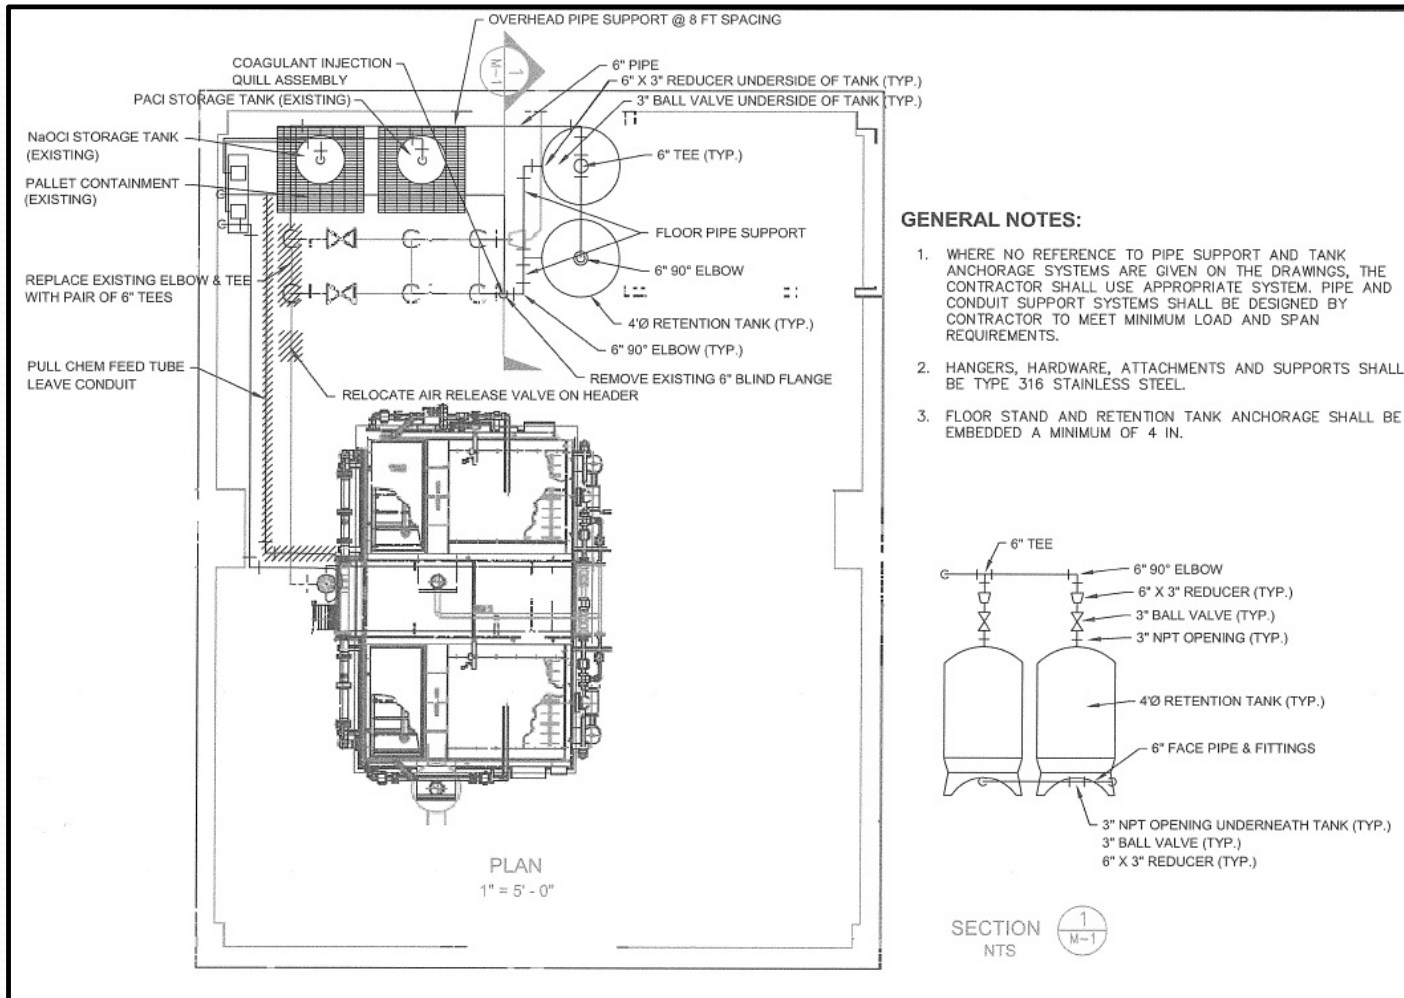 OVERHEAD PIPE SUPPORT @ 8 FT SPACING
COAGULANT INJECTION
QUILL ASSEMBLY
1
M-1
6" PIPE
6" X 3" REDUCER UNDERSIDE OF TANK (TYP.)
PACI STORAGE TANK (EXISTING)
3" BALL VALVE UNDERSIDE OF TANK (TYP.)
NaOCI STORAGE TANK
(EXISTING)
6" TEE (TYP.)
PALLET CONTAINMENT
(EXISTING)
FLOOR PIPE SUPPORT
6" 90° ELBOW
REPLACE EXISTING ELBOW & TEE
WITH PAIR OF 6" TEES
4'Ø RETENTION TANK (TYP.)
6" 90° ELBOW (TYP.)
PULL CHEM FEED TUBE
LEAVE CONDUIT
REMOVE EXISTING 6" BLIND FLANGE
RELOCATE AIR RELEASE VALVE ON HEADER
PLAN
1" = 5' - 0"
GENERAL NOTES:
1. WHERE NO REFERENCE TO PIPE SUPPORT AND TANK
ANCHORAGE SYSTEMS ARE GIVEN ON THE DRAWINGS, THE
CONTRACTOR SHALL USE APPROPRIATE SYSTEM. PIPE AND
CONDUIT SUPPORT SYSTEMS SHALL BE DESIGNED BY
CONTRACTOR TO MEET MINIMUM LOAD AND SPAN
REQUIREMENTS.
2. HANGERS, HARDWARE, ATTACHMENTS AND SUPPORTS SHALL
BE TYPE 316 STAINLESS STEEL.
3. FLOOR STAND AND RETENTION TANK ANCHORAGE SHALL BE
EMBEDDED A MINIMUM OF 4 IN.
6" TEE
6" 90° ELBOW
6" X 3" REDUCER (TYP.)
3" BALL VALVE (TYP.)
3" NPT OPENING (TYP.)
4'Ø RETENTION TANK (TYP.)
6" FACE PIPE & FITTINGS
3" NPT OPENING UNDERNEATH TANK (TYP.)
3" BALL VALVE (TYP.)
6" X 3" REDUCER (TYP.)
SECTION
NTS
1
M-1